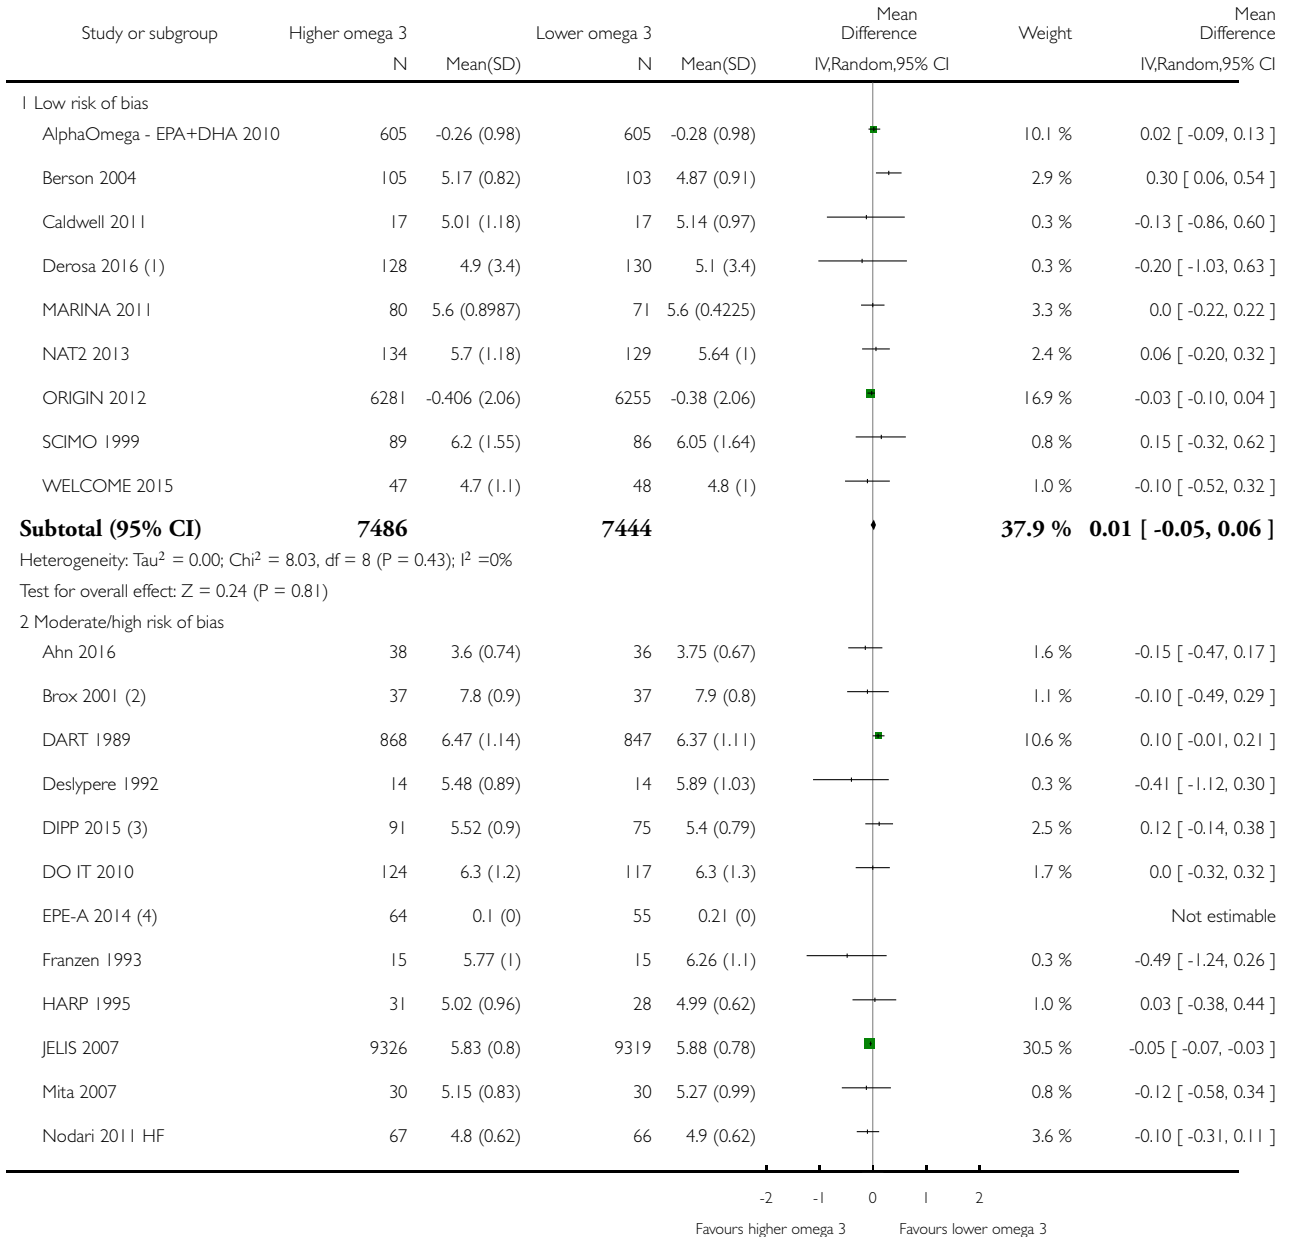 Study or subgroup Higher omega 3 Lower omega 3 Mean Difference Weight Mean Difference
N Mean(SD) N Mean(SD) IV,Random,95% CI IV,Random,95% CI
1 Low risk of bias
AlphaOmega - EPA+DHA 2010 605 -0.26 (0.98) 605 -0.28 (0.98) 10.1 % 0.02 [ -0.09, 0.13 ]
Berson 2004 105 5.17 (0.82) 103 4.87 (0.91) 2.9 % 0.30 [ 0.06, 0.54 ]
Caldwell 2011 17 5.01 (1.18) 17 5.14 (0.97) 0.3 % -0.13 [ -0.86, 0.60 ]
Derosa 2016 (1) 128 4.9 (3.4) 130 5.1 (3.4) 0.3 % -0.20 [ -1.03, 0.63 ]
MARINA 2011 80 5.6 (0.8987) 71 5.6 (0.4225) 3.3 % 0.0 [ -0.22, 0.22 ]
NAT2 2013 134 5.7 (1.18) 129 5.64 (1) 2.4 % 0.06 [ -0.20, 0.32 ]
ORIGIN 2012 6281 -0.406 (2.06) 6255 -0.38 (2.06) 16.9 % -0.03 [ -0.10, 0.04 ]
SCIMO 1999 89 6.2 (1.55) 86 6.05 (1.64) 0.8 % 0.15 [ -0.32, 0.62 ]
WELCOME 2015 47 4.7 (1.1) 48 4.8 (1) 1.0 % -0.10 [ -0.52, 0.32 ]
Subtotal (95% CI) 7486 7444 37.9 % 0.01 [ -0.05, 0.06 ]
Heterogeneity: Tau² = 0.00; Chi² = 8.03, df = 8 (P = 0.43); I² =0%
Test for overall effect: Z = 0.24 (P = 0.81)
2 Moderate/high risk of bias
Ahn 2016 38 3.6 (0.74) 36 3.75 (0.67) 1.6 % -0.15 [ -0.47, 0.17 ]
Brox 2001 (2) 37 7.8 (0.9) 37 7.9 (0.8) 1.1 % -0.10 [ -0.49, 0.29 ]
DART 1989 868 6.47 (1.14) 847 6.37 (1.11) 10.6 % 0.10 [ -0.01, 0.21 ]
Deslypere 1992 14 5.48 (0.89) 14 5.89 (1.03) 0.3 % -0.41 [ -1.12, 0.30 ]
DIPP 2015 (3) 91 5.52 (0.9) 75 5.4 (0.79) 2.5 % 0.12 [ -0.14, 0.38 ]
DO IT 2010 124 6.3 (1.2) 117 6.3 (1.3) 1.7 % 0.0 [ -0.32, 0.32 ]
EPE-A 2014 (4) 64 0.1 (0) 55 0.21 (0) Not estimable
Franzen 1993 15 5.77 (1) 15 6.26 (1.1) 0.3 % -0.49 [ -1.24, 0.26 ]
HARP 1995 31 5.02 (0.96) 28 4.99 (0.62) 1.0 % 0.03 [ -0.38, 0.44 ]
JELIS 2007 9326 5.83 (0.8) 9319 5.88 (0.78) 30.5 % -0.05 [ -0.07, -0.03 ]
Mita 2007 30 5.15 (0.83) 30 5.27 (0.99) 0.8 % -0.12 [ -0.58, 0.34 ]
Nodari 2011 HF 67 4.8 (0.62) 66 4.9 (0.62) 3.6 % -0.10 [ -0.31, 0.11 ]
-2 -1 0 1 2
Favours higher omega 3 Favours lower omega 3